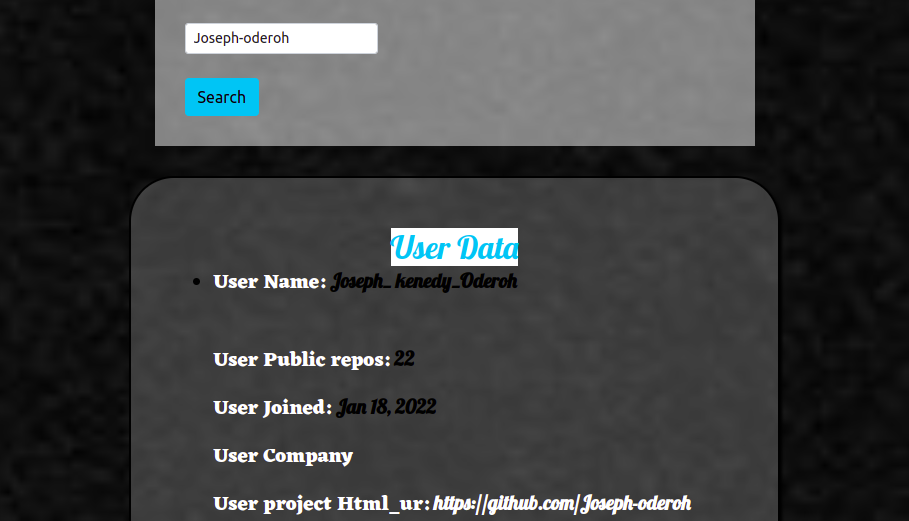 Joseph-oderoh
Search
User Data
User Name: Joseph_ kenedy_Oderoh
User Public repos: 22
User Joined: Jan 18, 2022
User Company
User project Html_ur: https://github.com/Joseph-oderoh